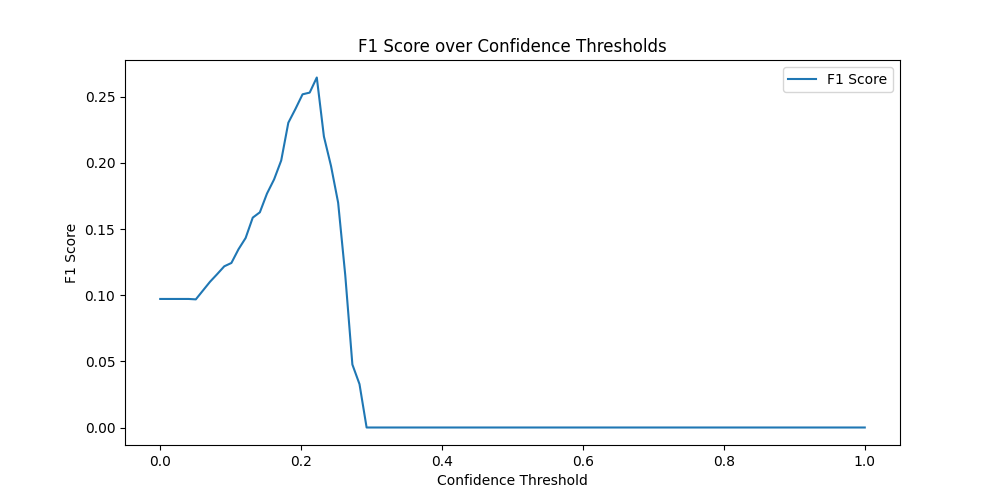 F1 Score over Confidence Thresholds
F1 Score
0.25
0.20
0.15
0.10
0.05
0.00
F1 Score
0.0 0.2 0.4 0.6 0.8 1.0
Confidence Threshold